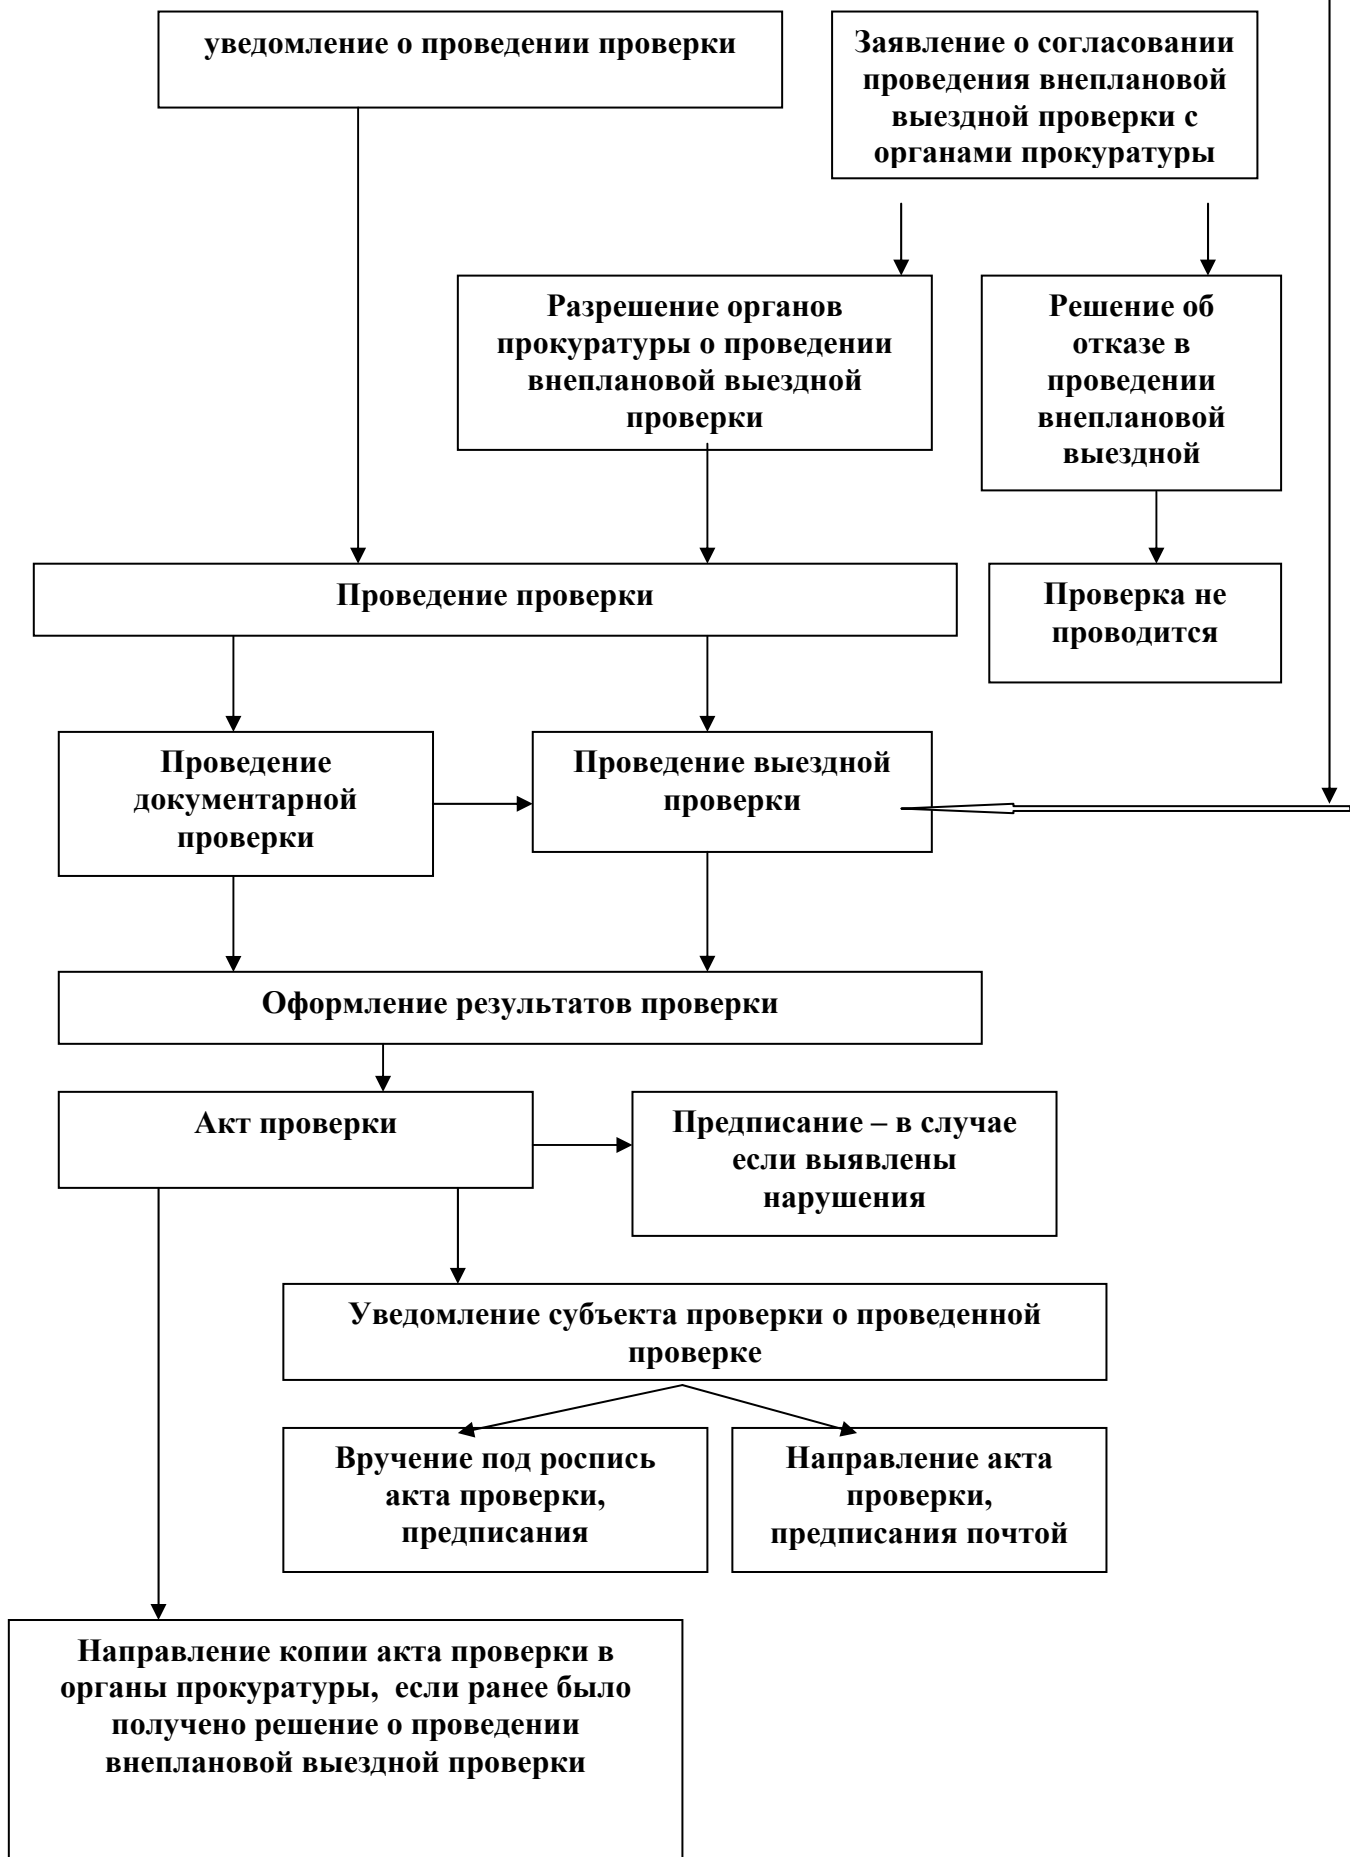 уведомление о проведении проверки
Заявление о согласовании
проведения внеплановой
выездной проверки с
органами прокуратуры
Разрешение органов
прокуратуры о проведении
внеплановой выездной
проверки
Решение об
отказе в
проведении
внеплановой
выездной
Проведение проверки
Проверка не
проводится
Проведение
документарной
проверки
Проведение выездной
проверки
Оформление результатов проверки
Акт проверки
Предписание – в случае
если выявлены
нарушения
Уведомление субъекта проверки о проведенной
проверке
Вручение под роспись
акта проверки,
предписания
Направление акта
проверки,
предписания почтой
Направление копии акта проверки в
органы прокуратуры,  если ранее было
получено решение о проведении
внеплановой выездной проверки